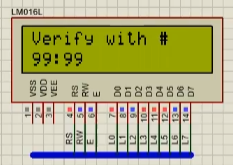 LM016L
Verify with #
99:99
VSS VDD VEE RS RW E D0 D1 D2 D3 D4 D5 D6 D7
1 2 3 4 5 6 7 8 9 10 11 12 13 14
RS RW E L0 L1 L2 L3 L4 L5 L6 L7